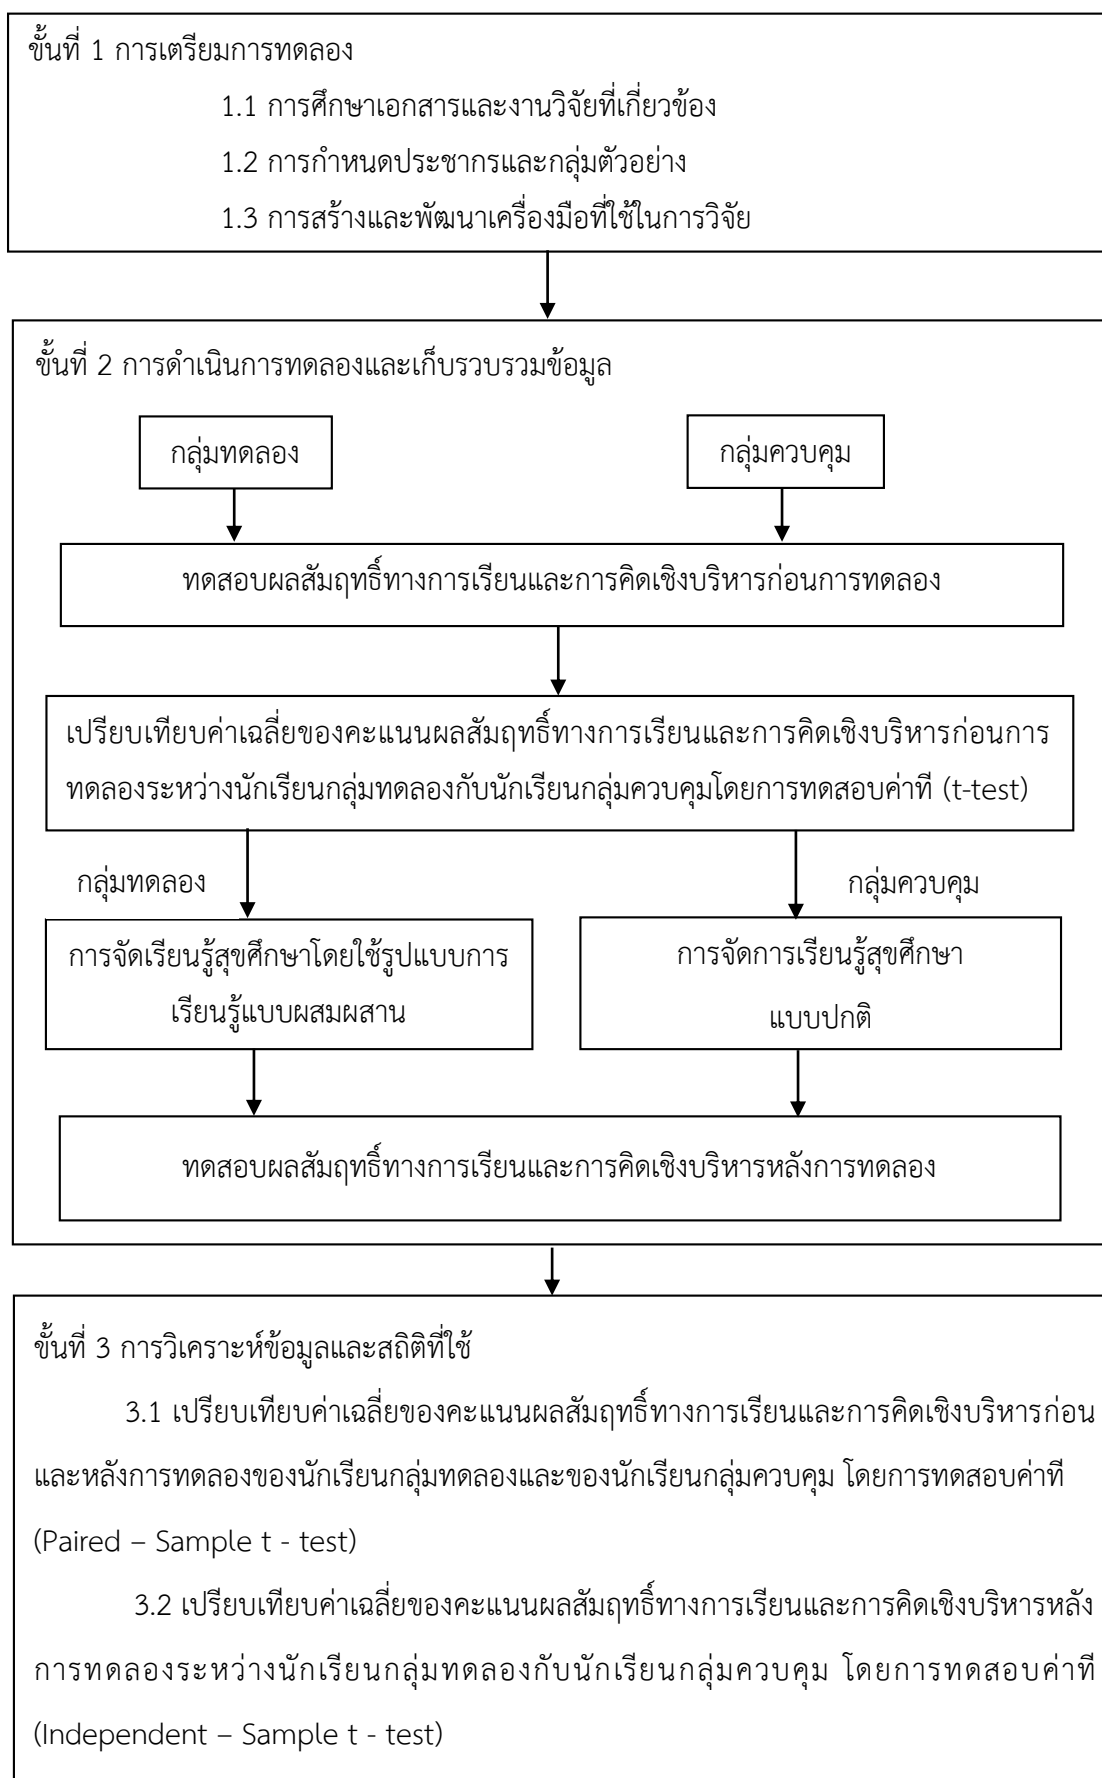 ขั้นที่ 1 การเตรียมการทดลอง
1.1 การศึกษาเอกสารและงานวิจัยที่เกี่ยวข้อง
1.2 การกำหนดประชากรและกลุ่มตัวอย่าง
1.3 การสร้างและพัฒนาเครื่องมือที่ใช้ในการวิจัย
ขั้นที่ 2 การดำเนินการทดลองและเก็บรวบรวมข้อมูล
กลุ่มทดลอง
กลุ่มควบคุม
ทดสอบผลสัมฤทธิ์ทางการเรียนและการคิดเชิงบริหารก่อนการทดลอง
เปรียบเทียบค่าเฉลี่ยของคะแนนผลสัมฤทธิ์ทางการเรียนและการคิดเชิงบริหารก่อนการ
ทดลองระหว่างนักเรียนกลุ่มทดลองกับนักเรียนกลุ่มควบคุมโดยการทดสอบค่าที (t-test)
กลุ่มทดลอง
กลุ่มควบคุม
การจัดเรียนรู้สุขศึกษาโดยใช้รูปแบบการ
เรียนรู้แบบผสมผสาน
การจัดการเรียนรู้สุขศึกษา
แบบปกติ
ทดสอบผลสัมฤทธิ์ทางการเรียนและการคิดเชิงบริหารหลังการทดลอง
ขั้นที่ 3 การวิเคราะห์ข้อมูลและสถิติที่ใช้
3.1 เปรียบเทียบค่าเฉลี่ยของคะแนนผลสัมฤทธิ์ทางการเรียนและการคิดเชิงบริหารก่อน
และหลังการทดลองของนักเรียนกลุ่มทดลองและของนักเรียนกลุ่มควบคุม โดยการทดสอบค่าที
(Paired – Sample t - test)
3.2 เปรียบเทียบค่าเฉลี่ยของคะแนนผลสัมฤทธิ์ทางการเรียนและการคิดเชิงบริหารหลัง
การทดลองระหว่างนักเรียนกลุ่มทดลองกับนักเรียนกลุ่มควบคุม โดยการทดสอบค่าที
(Independent – Sample t - test)